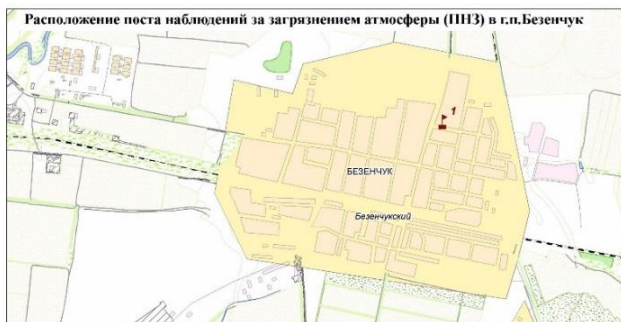 Расположение поста наблюдений за загрязнением атмосферы (ПНЗ) в г.п.Безенчук
1
БЕЗЕНЧУК
Безенчукский